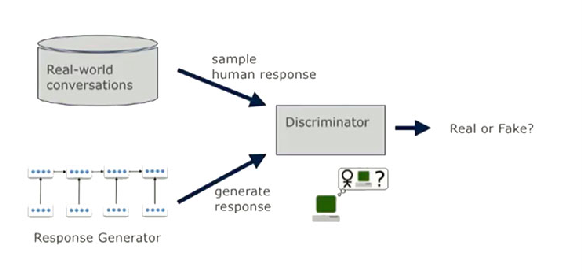 Real-world
conversations
sample
human response
Discriminator
Real or Fake?
?
generate
response
Response Generator